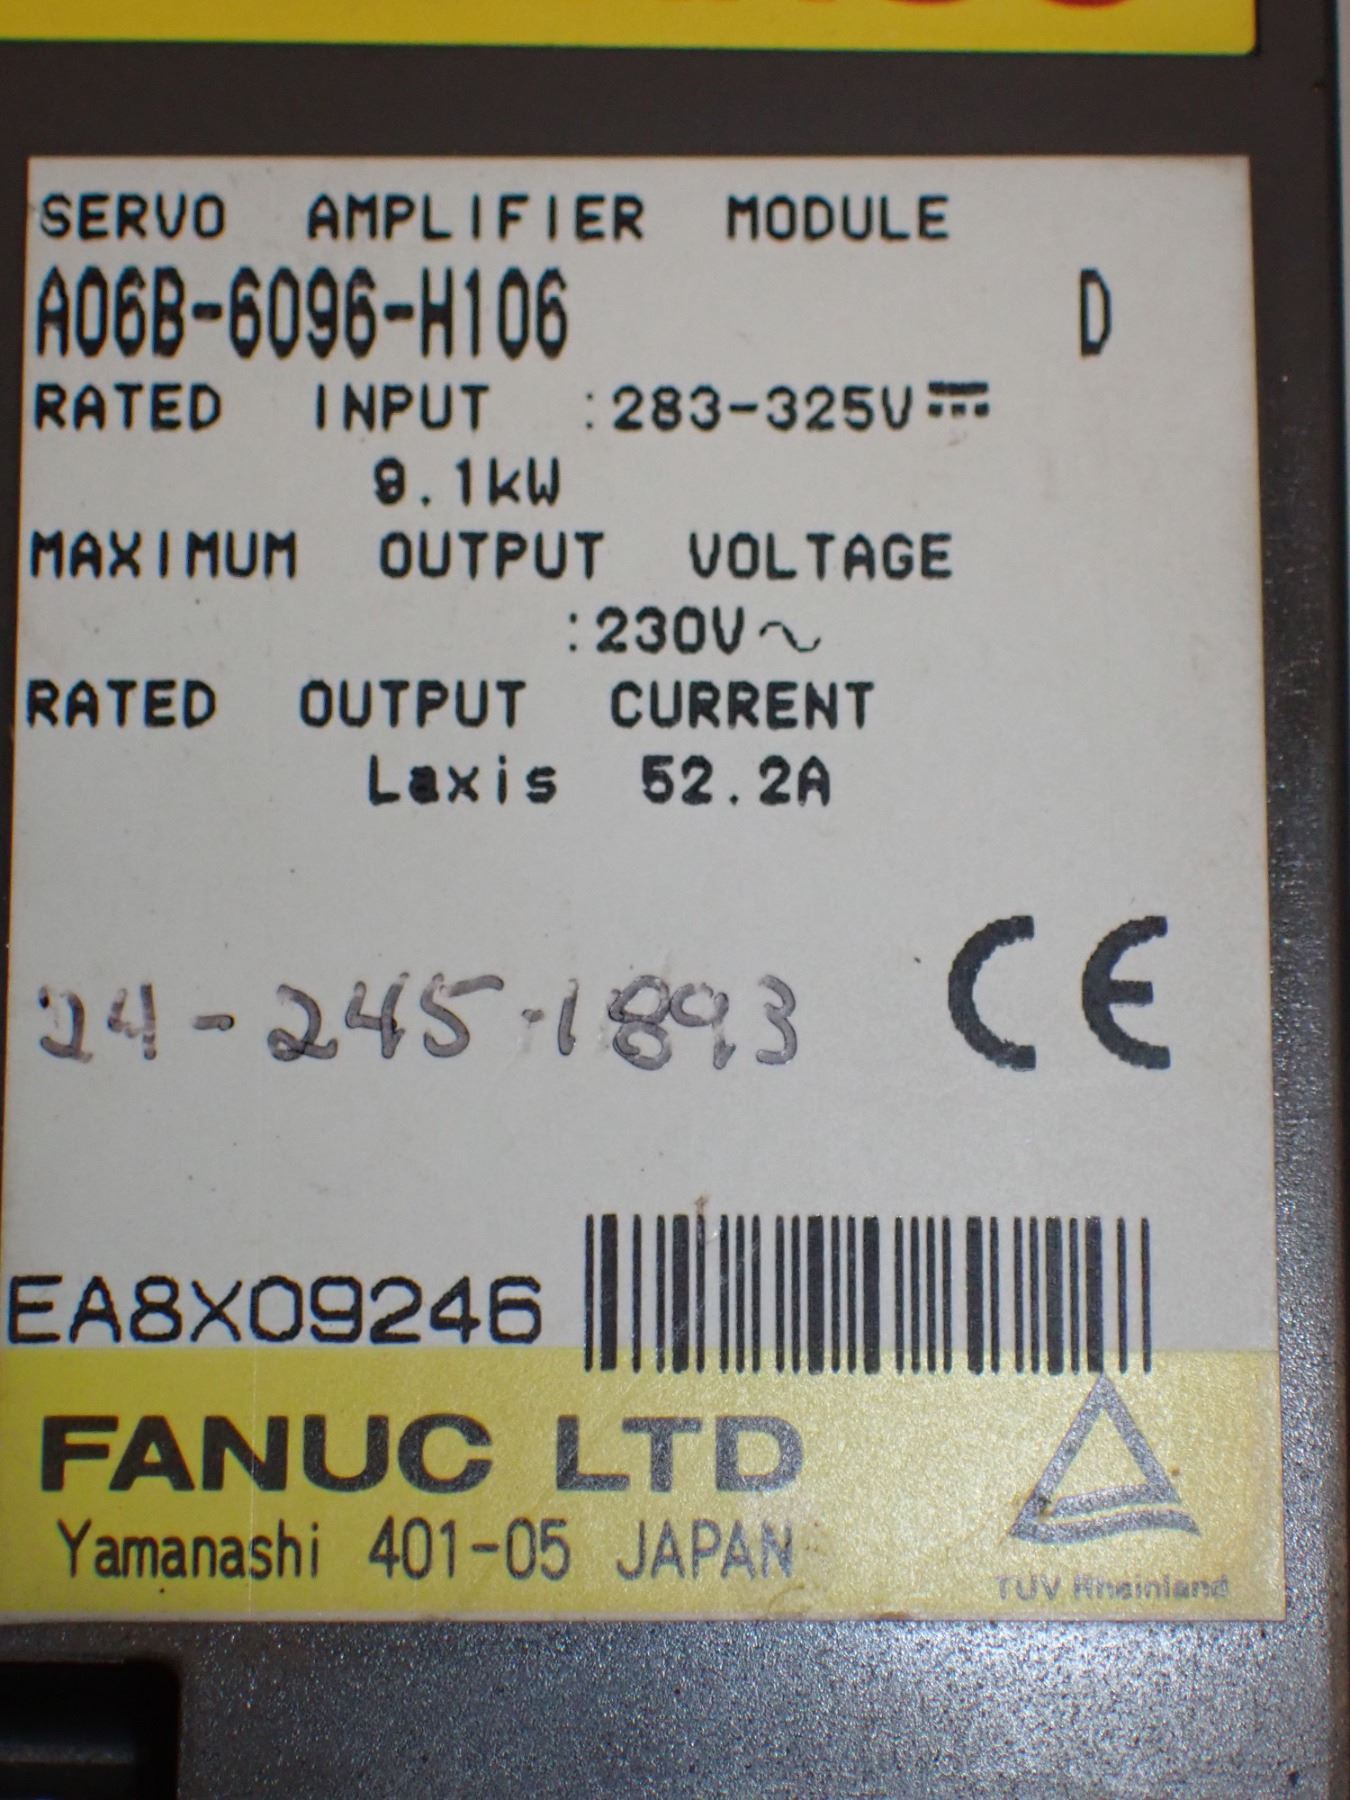 SERVO AMPLIFIER MODULE
A06B-6096-H106 D
RATED INPUT :283-325V⎓
9.1kW
MAXIMUM OUTPUT VOLTAGE
:230V～
RATED OUTPUT CURRENT
Laxis 52.2A
24-245-1893
CE
EA8X09246
FANUC LTD
Yamanashi 401-05 JAPAN
TUV Rheinland